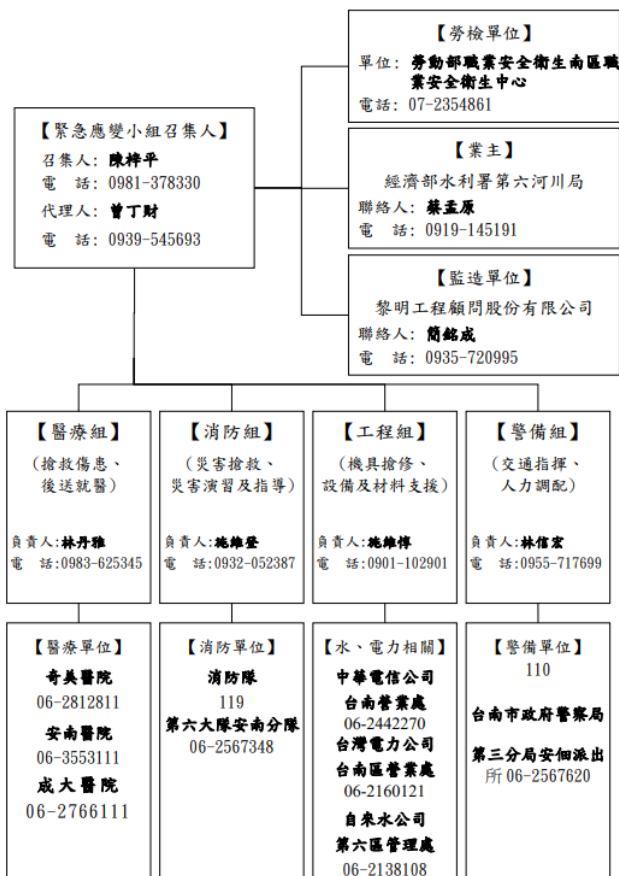 【勞檢單位】
單位: 勞動部職業安全衛生南區職
業安全衛生中心
電話: 07-2354861
【緊急應變小組召集人】
召集人: 陳梓平
電 話: 0981-378330
代理人: 曾丁財
電 話: 0939-545693
【業主】
經濟部水利署第六河川局
聯絡人: 蔡孟原
電 話: 0919-145191
【監造單位】
黎明工程顧問股份有限公司
聯絡人: 簡銘成
電 話: 0935-720995
【醫療組】
(搶救傷患、
後送就醫)
負責人:林丹雅
電 話:0983-625345
【消防組】
(災害搶救、
災害演習及指導)
負責人:施維登
電 話:0932-052387
【工程組】
(機具搶修、
設備及材料支援)
負責人:施維惇
電 話:0901-102901
【警備組】
(交通指揮、
人力調配)
負責人:林信宏
電 話:0955-717699
【醫療單位】
奇美醫院
06-2812811
安南醫院
06-3553111
成大醫院
06-2766111
【消防單位】
消防隊
119
第六大隊安南分隊
06-2567348
【水、電力相關】
中華電信公司
台南營業處
06-2442270
台灣電力公司
台南區營業處
06-2160121
自來水公司
第六區管理處
06-2138108
【警備單位】
110
台南市政府警察局
第三分局安佃派出
所 06-2567620